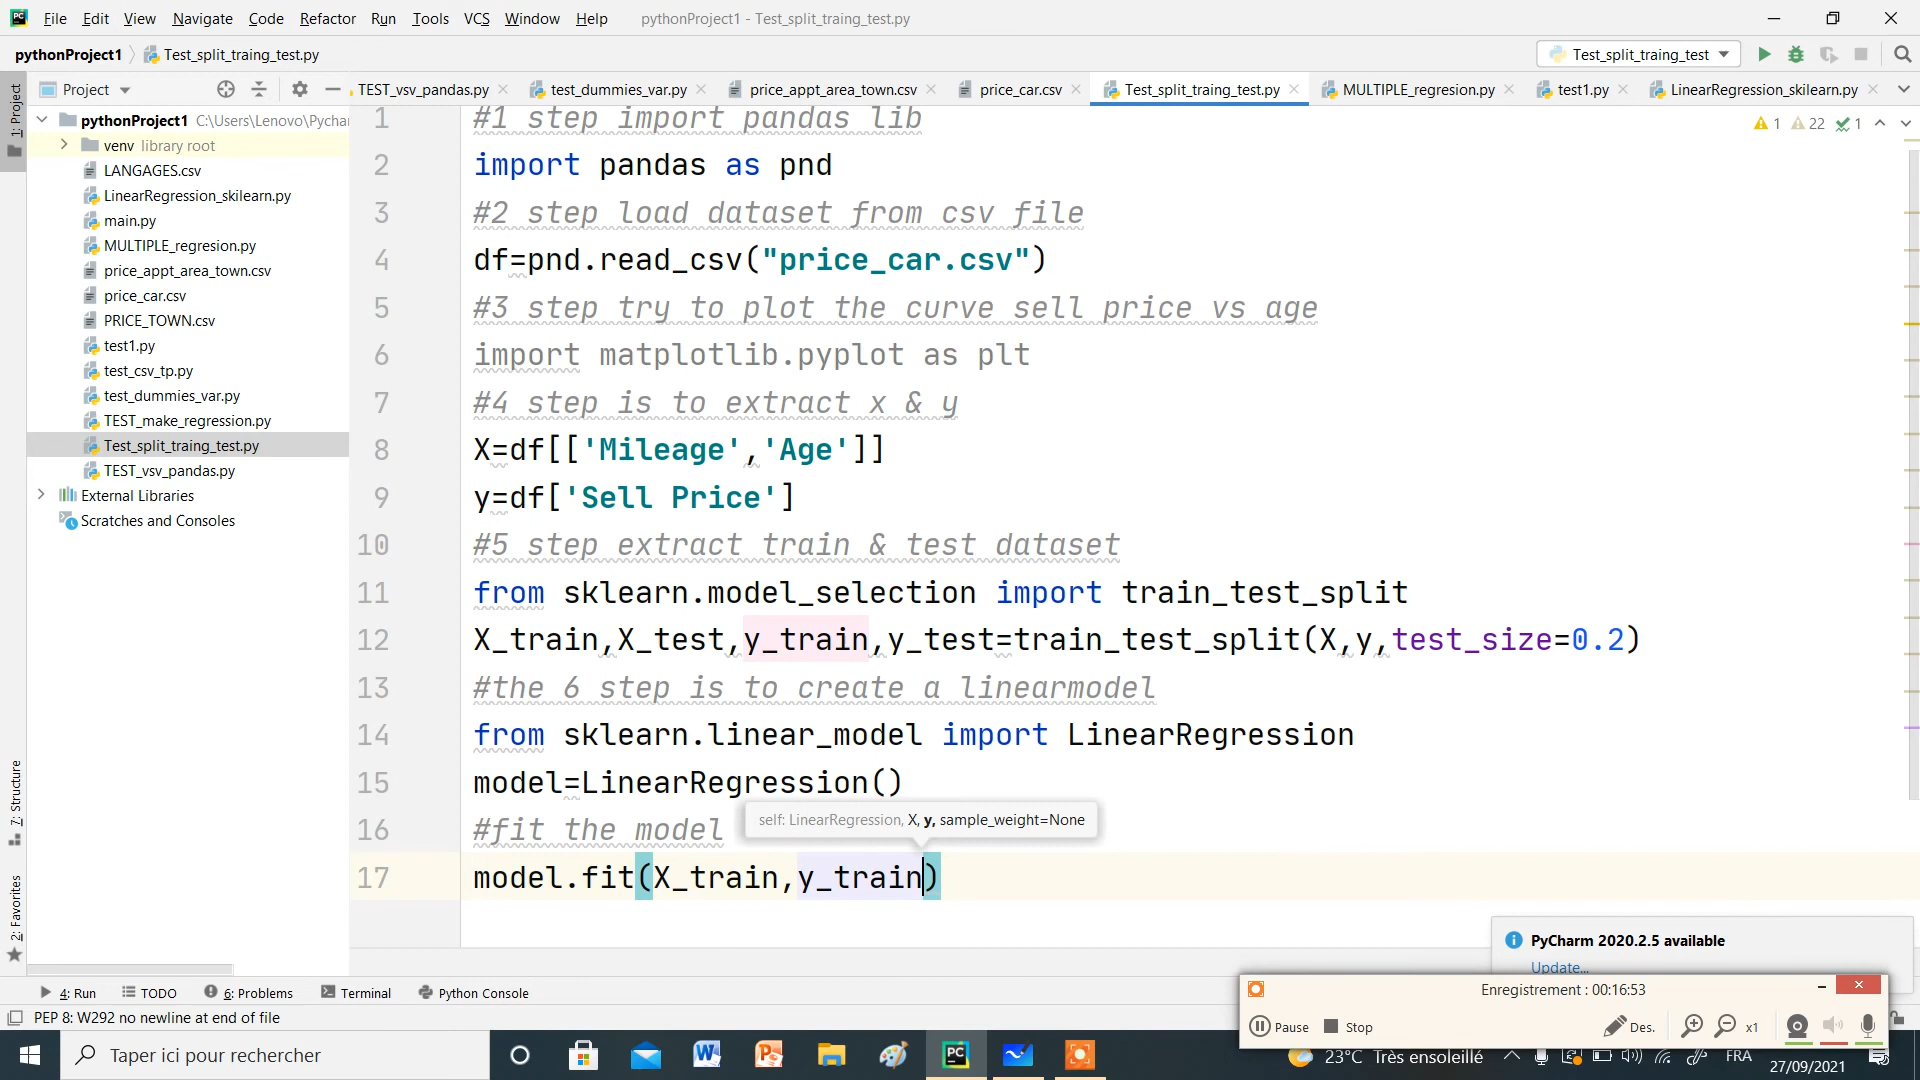 File Edit View Navigate Code Refactor Run Tools VCS Window Help pythonProject1 - Test_split_traing_test.py
pythonProject1 Test_split_traing_test.py
Test_split_traing_test
1: Project
Project
TEST_vsv_pandas.py test_dummies_var.py price_appt_area_town.csv price_car.csv Test_split_traing_test.py MULTIPLE_regresion.py test1.py LinearRegression_skilearn.py
pythonProject1 C:\Users\Lenovo\Pychar
venv library root
LANGAGES.csv
LinearRegression_skilearn.py
main.py
MULTIPLE_regresion.py
price_appt_area_town.csv
price_car.csv
PRICE_TOWN.csv
test1.py
test_csv_tp.py
test_dummies_var.py
TEST_make_regression.py
Test_split_traing_test.py
TEST_vsv_pandas.py
External Libraries
Scratches and Consoles
7: Structure
2: Favorites
1 22 1
1 #1 step import pandas lib
2 import pandas as pnd
3 #2 step load dataset from csv file
4 df=pnd.read_csv("price_car.csv")
5 #3 step try to plot the curve sell price vs age
6 import matplotlib.pyplot as plt
7 #4 step is to extract x & y
8 X=df[['Mileage','Age']]
9 y=df['Sell Price']
10 #5 step extract train & test dataset
11 from sklearn.model_selection import train_test_split
12 X_train,X_test,y_train,y_test=train_test_split(X,y,test_size=0.2)
13 #the 6 step is to create a linearmodel
14 from sklearn.linear_model import LinearRegression
15 model=LinearRegression()
16 #fit the model
self: LinearRegression, X, y, sample_weight=None
17 model.fit(X_train,y_train)
PyCharm 2020.2.5 available
Update...
Enregistrement : 00:16:53
Pause Stop Des. x1
4: Run TODO 6: Problems Terminal Python Console
PEP 8: W292 no newline at end of file
Taper ici pour rechercher
23°C Très ensoleillé FRA
27/09/2021